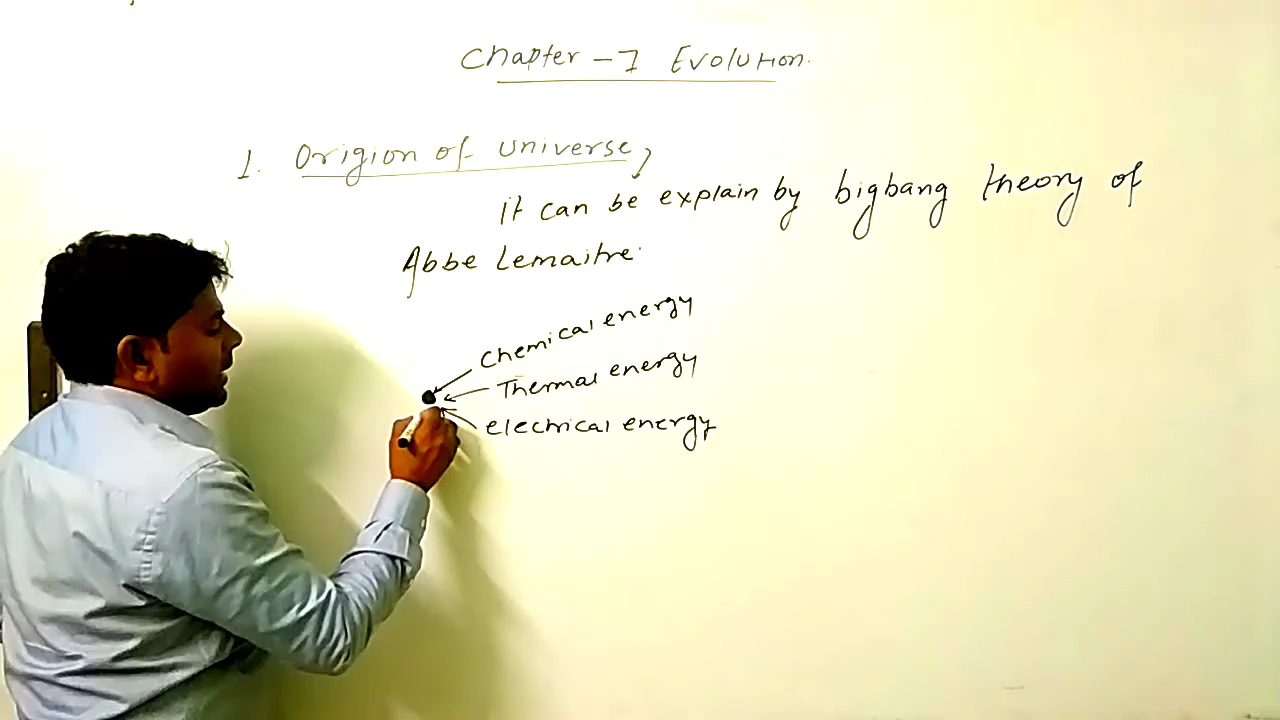 Chapter - 7 Evolution.
1. Origion of universe,
It can be explain by bigbang theory of
Abbe Lemaitre.
Chemical energy
Thermal energy
electrical energy